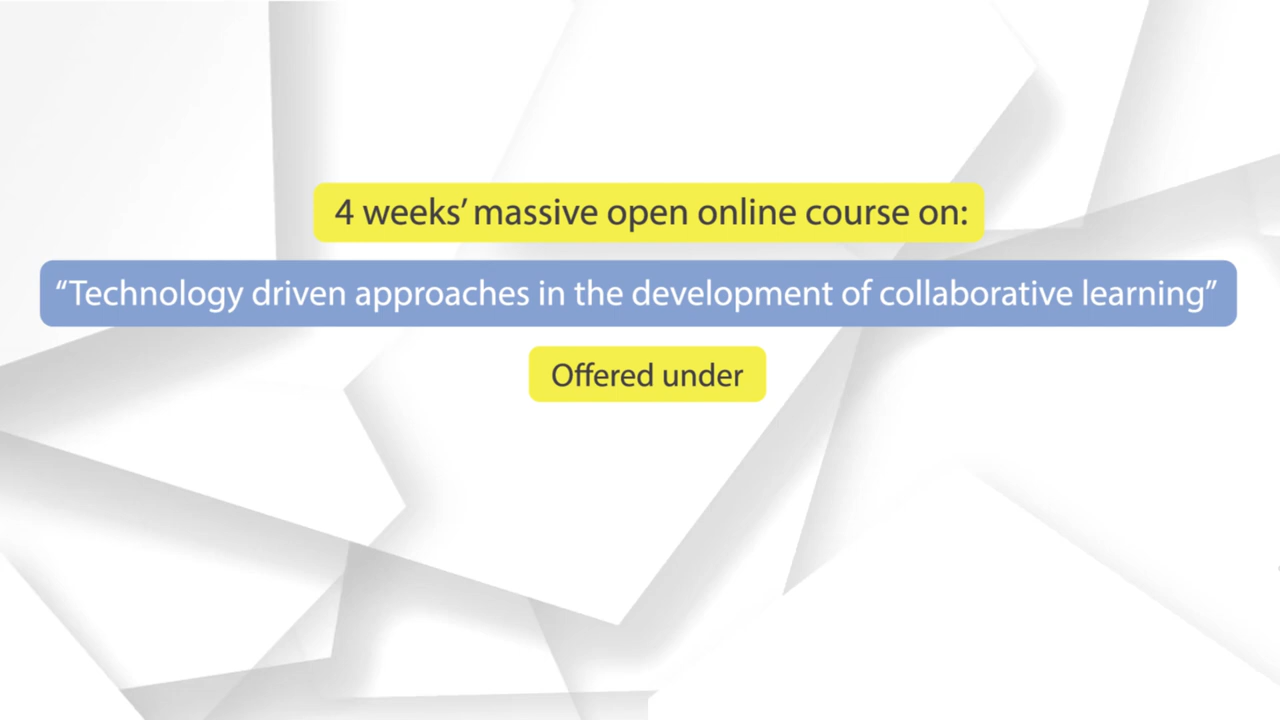 4 weeks’ massive open online course on:
“Technology driven approaches in the development of collaborative learning”
Offered under